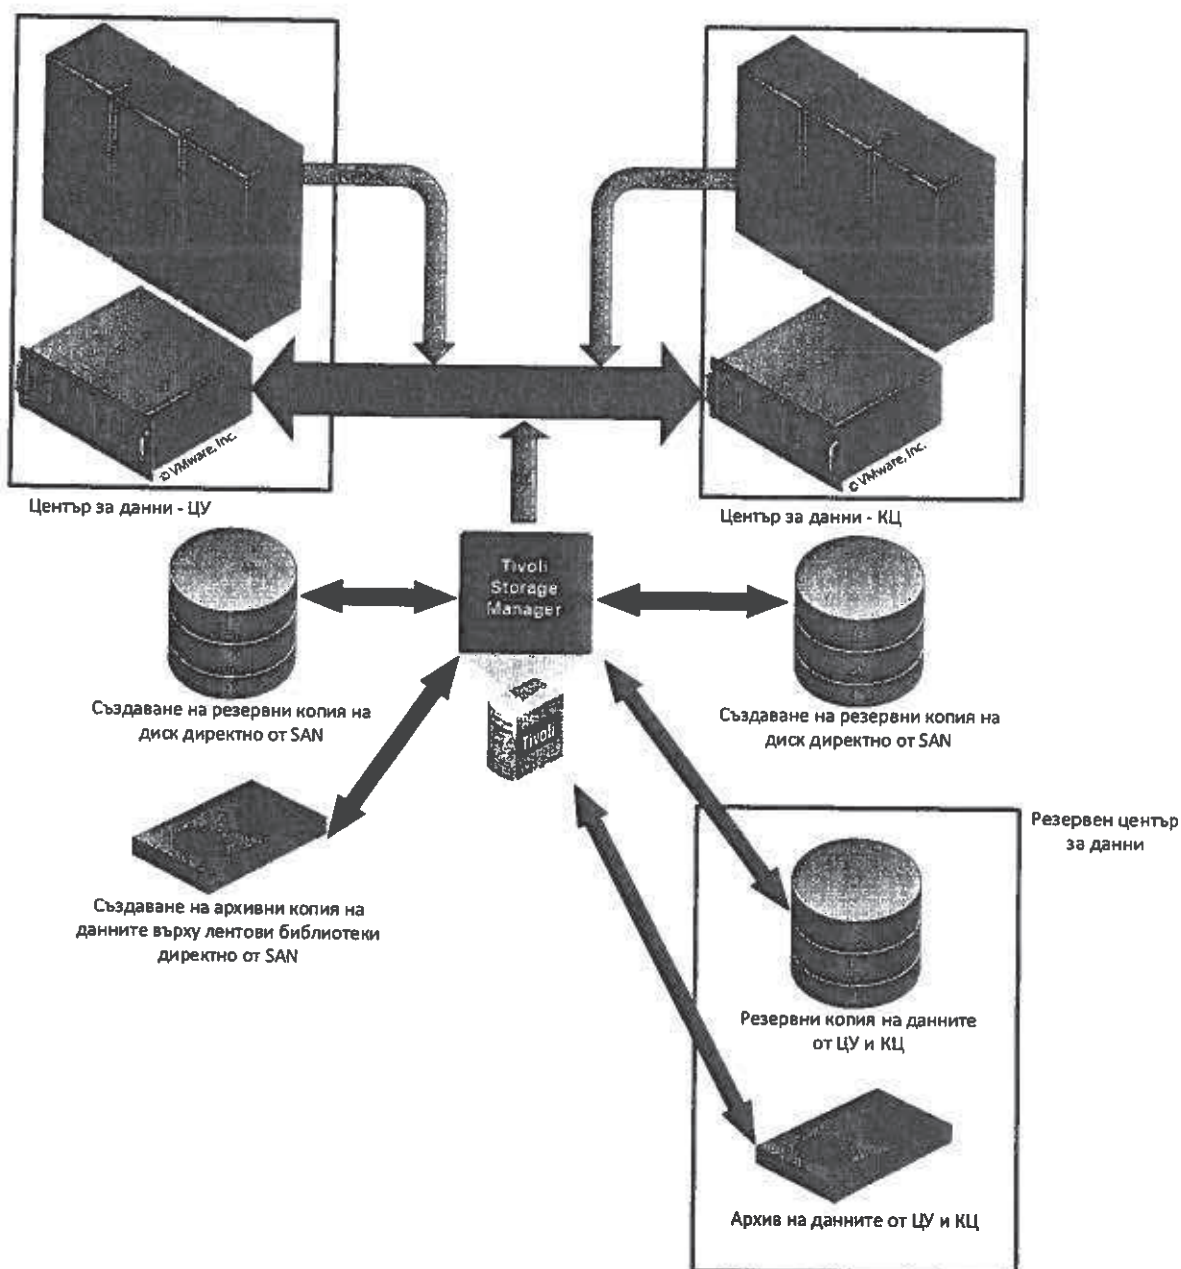 © VMware, Inc.
© VMware, Inc.
Център за данни - ЦУ
Център за данни - КЦ
Tivoli
Storage
Manager
Създаване на резервни копия на
диск директно от SAN
Създаване на резервни копия на
диск директно от SAN
Tivoli
Създаване на архивни копия на
данните върху лентови библиотеки
директно от SAN
Резервен център
за данни
Резервни копия на данните
от ЦУ и КЦ
Архив на данните от ЦУ и КЦ